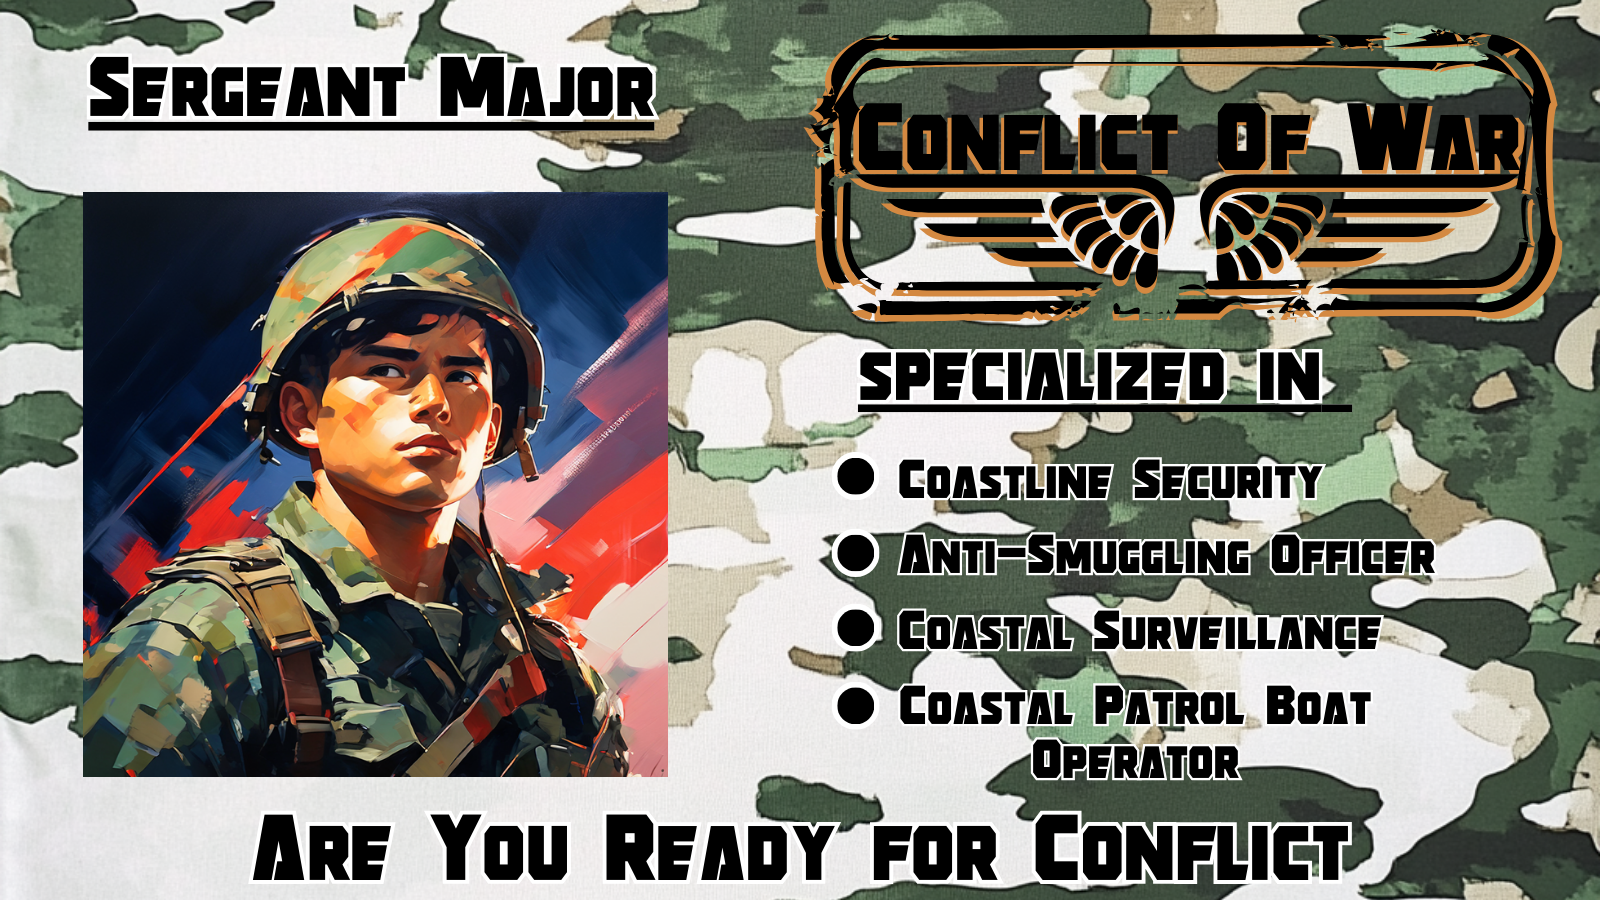 Sergeant Major
Conflict Of War
Specialized in
● Coastline Security
● Anti-Smuggling Officer
● Coastal Surveillance
● Coastal Patrol Boat
Operator
Are You Ready for Conflict